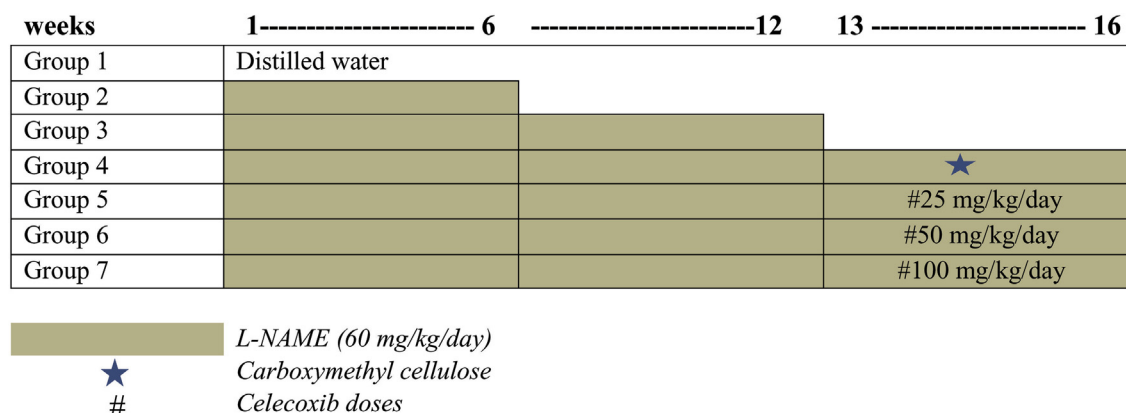 weeks 1---------------------- 6 -----------------------12 13 ---------------------- 16
Group 1 Distilled water
Group 2
Group 3
Group 4 ★
Group 5 #25 mg/kg/day
Group 6 #50 mg/kg/day
Group 7 #100 mg/kg/day
L-NAME (60 mg/kg/day)
★ Carboxymethyl cellulose
# Celecoxib doses